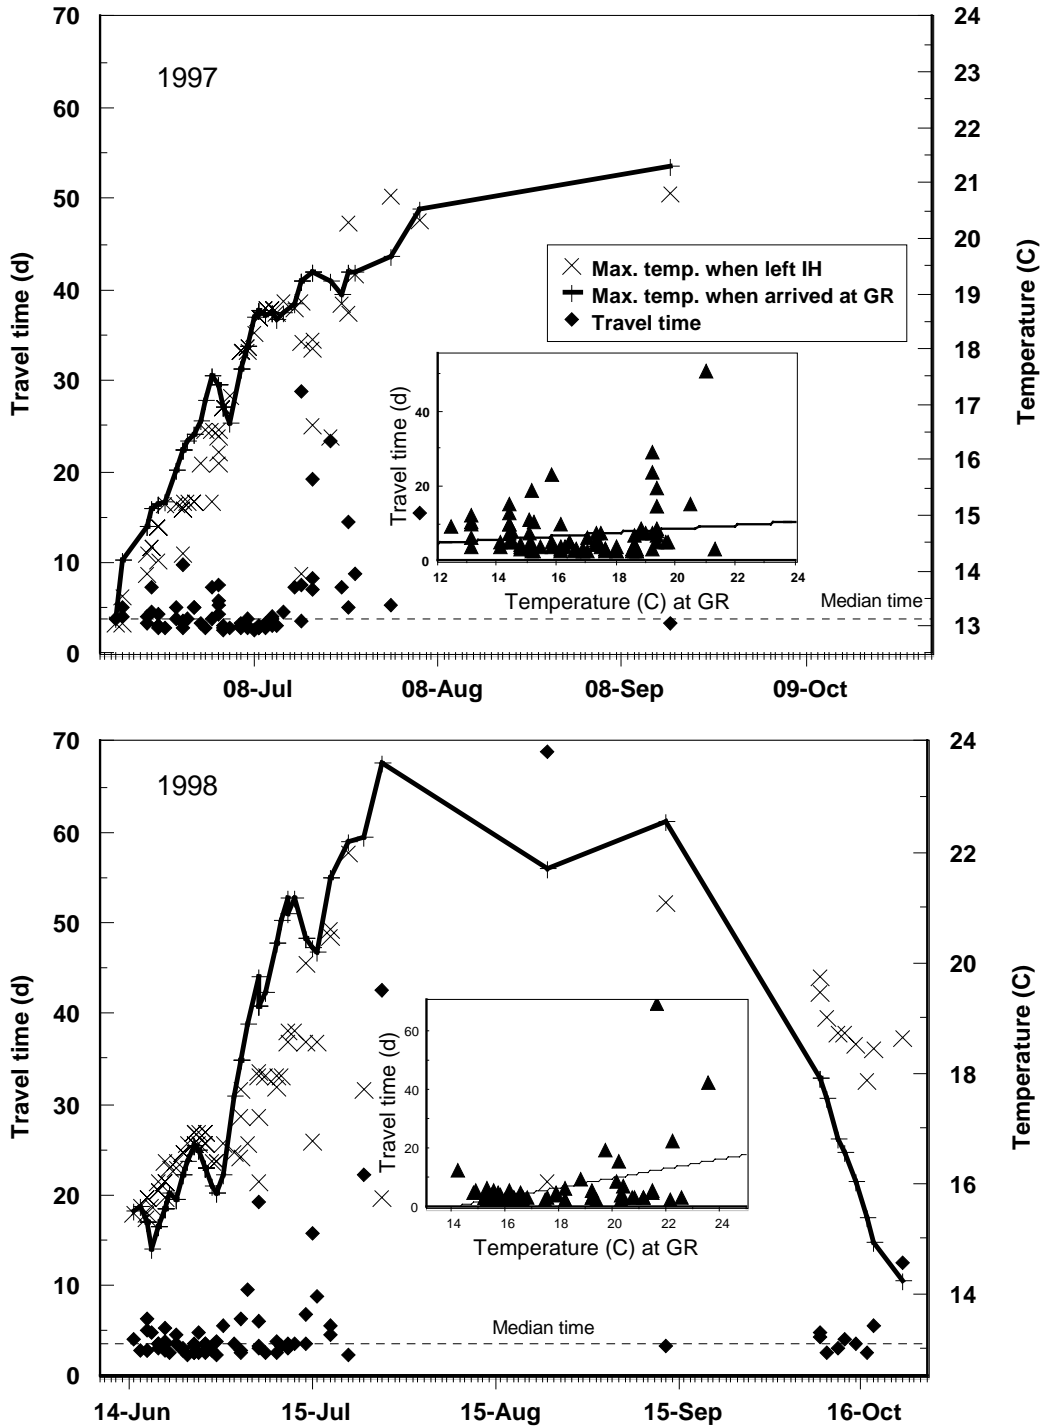 70
60
50
40
30
20
10
0
Travel time (d)
1997
24
23
22
21
20
19
18
17
16
15
14
13
Temperature (C)
Max. temp. when left IH
Max. temp. when arrived at GR
Travel time
Travel time (d)
40
20
0
12 14 16 18 20 22 24
Temperature (C) at GR
Median time
08-Jul 08-Aug 08-Sep 09-Oct
70
60
50
40
30
20
10
0
Travel time (d)
1998
24
22
20
18
16
14
Temperature (C)
Travel time (d)
60
40
20
0
14 16 18 20 22 24
Temperature (C) at GR
Median time
14-Jun 15-Jul 15-Aug 15-Sep 16-Oct